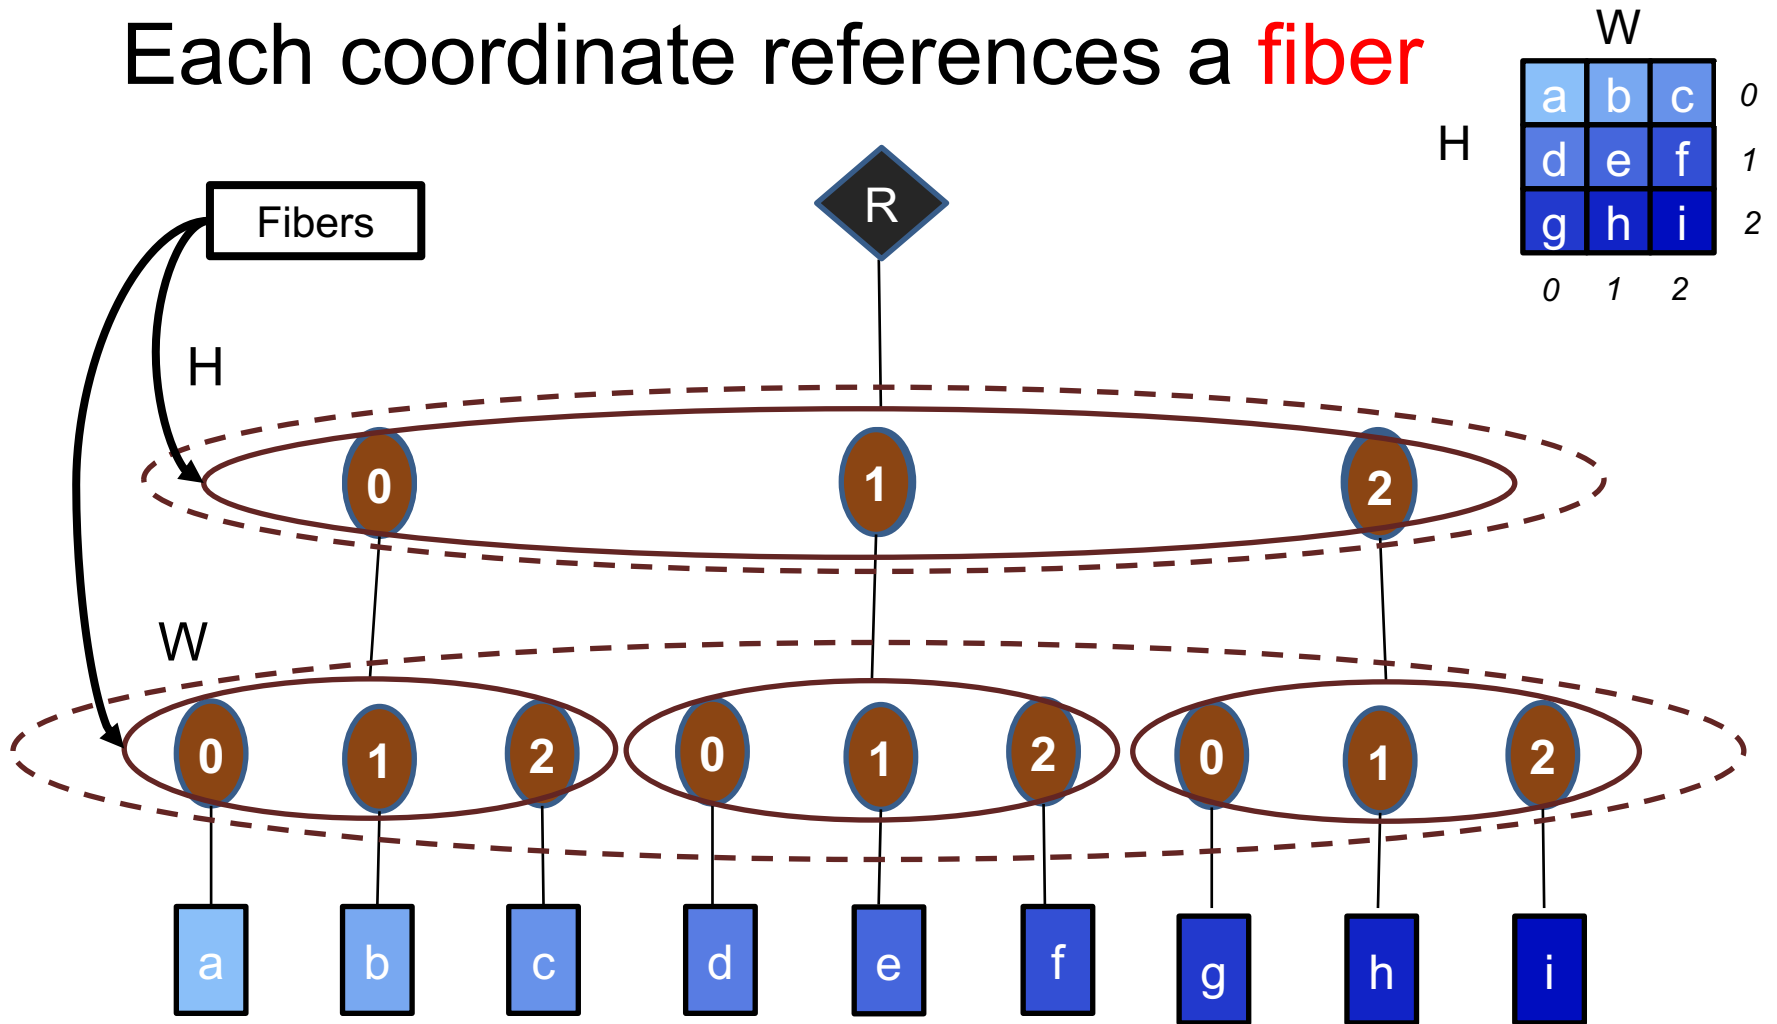 Each coordinate references a fiber
W
a b c 0
H
d e f 1
g h i 2
0 1 2
Fibers
R
H
0 1 2
W
0 1 2 0 1 2 0 1 2
a b c d e f g h i